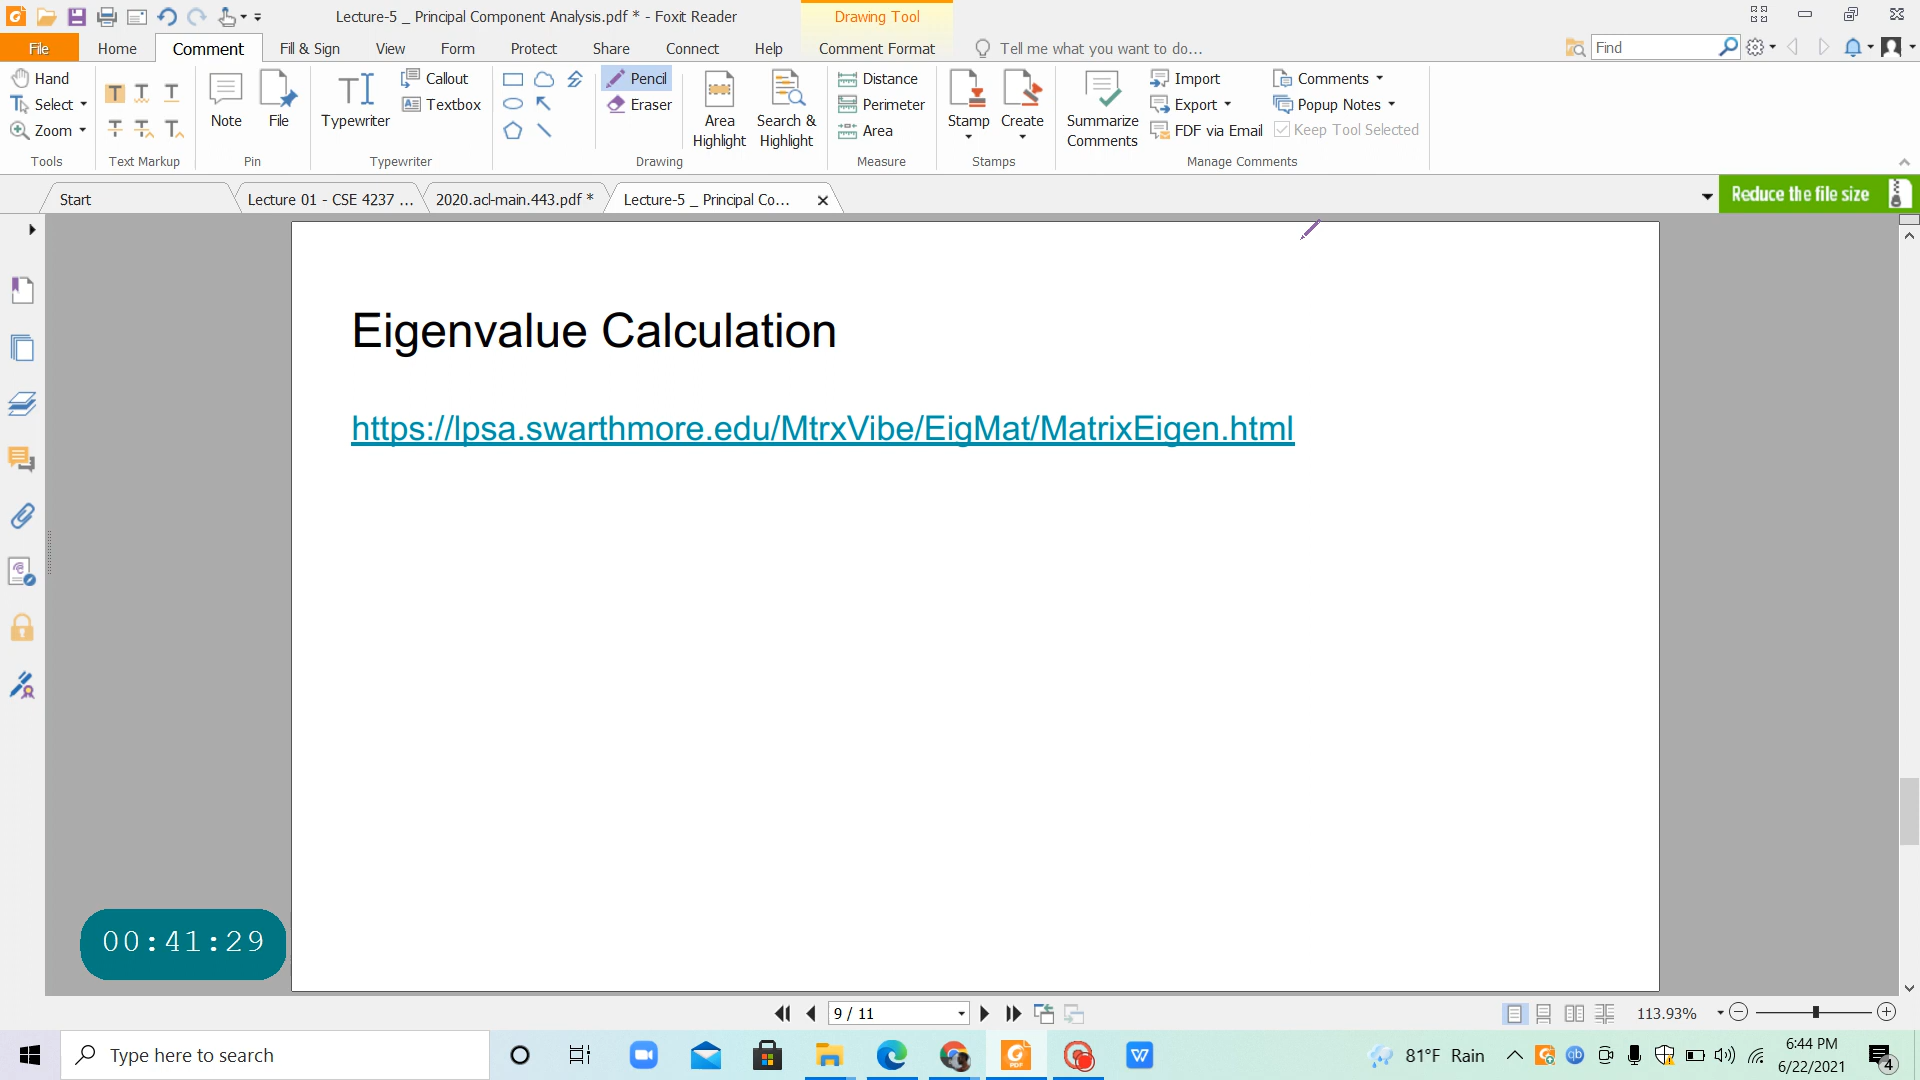 Lecture-5 _ Principal Component Analysis.pdf * - Foxit Reader
Drawing Tool
File
Home
Comment
Fill & Sign
View
Form
Protect
Share
Connect
Help
Comment Format
Tell me what you want to do...
Find
Hand
Select
Zoom
Tools
Text Markup
Note
File
Pin
Typewriter
Callout
Textbox
Typewriter
Pencil
Eraser
Area Highlight
Search & Highlight
Drawing
Distance
Perimeter
Area
Measure
Stamp
Create
Stamps
Summarize Comments
Import
Export
FDF via Email
Comments
Popup Notes
Keep Tool Selected
Manage Comments
Start
Lecture 01 - CSE 4237 ...
2020.acl-main.443.pdf *
Lecture-5 _ Principal Co...
Reduce the file size
Eigenvalue Calculation
https://lpsa.swarthmore.edu/MtrxVibe/EigMat/MatrixEigen.html
00:41:29
9 / 11
113.93%
Type here to search
81°F Rain
6:44 PM
6/22/2021
4